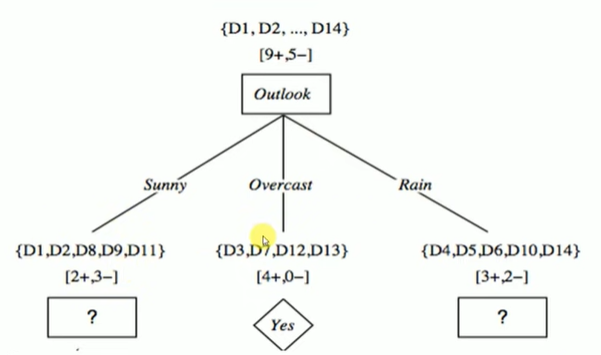 {D1, D2, ..., D14}
[9+,5−]
Outlook
Sunny
Overcast
Rain
{D1,D2,D8,D9,D11}
[2+,3−]
?
{D3,D7,D12,D13}
[4+,0−]
Yes
{D4,D5,D6,D10,D14}
[3+,2−]
?